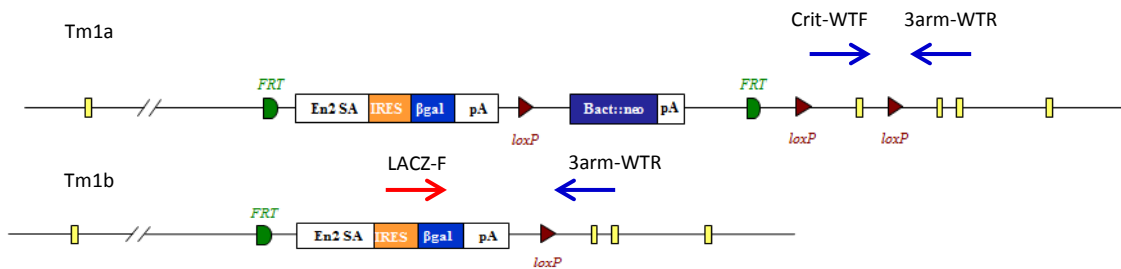 Crit-WTF 3arm-WTR
Tm1a
FRT FRT
En2 SA IRES βgal pA Bact::neo pA
loxP loxP loxP
LACZ-F 3arm-WTR
Tm1b
FRT
En2 SA IRES βgal pA
loxP